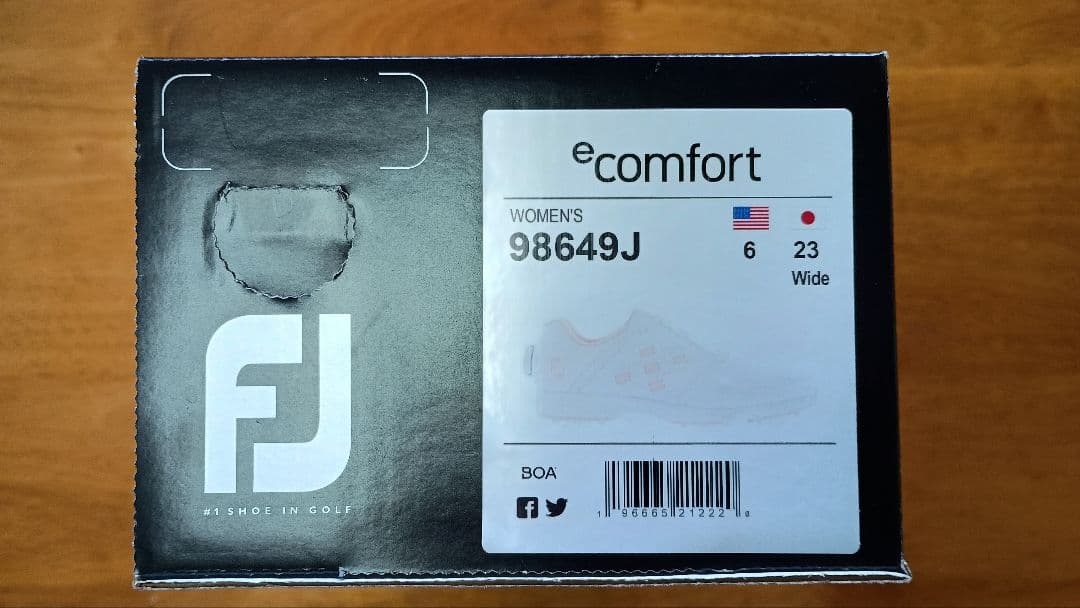 FJ
#1 SHOE IN GOLF
ecomfort
WOMEN'S
98649J
6 23
Wide
BOA
1 96665 21222 0